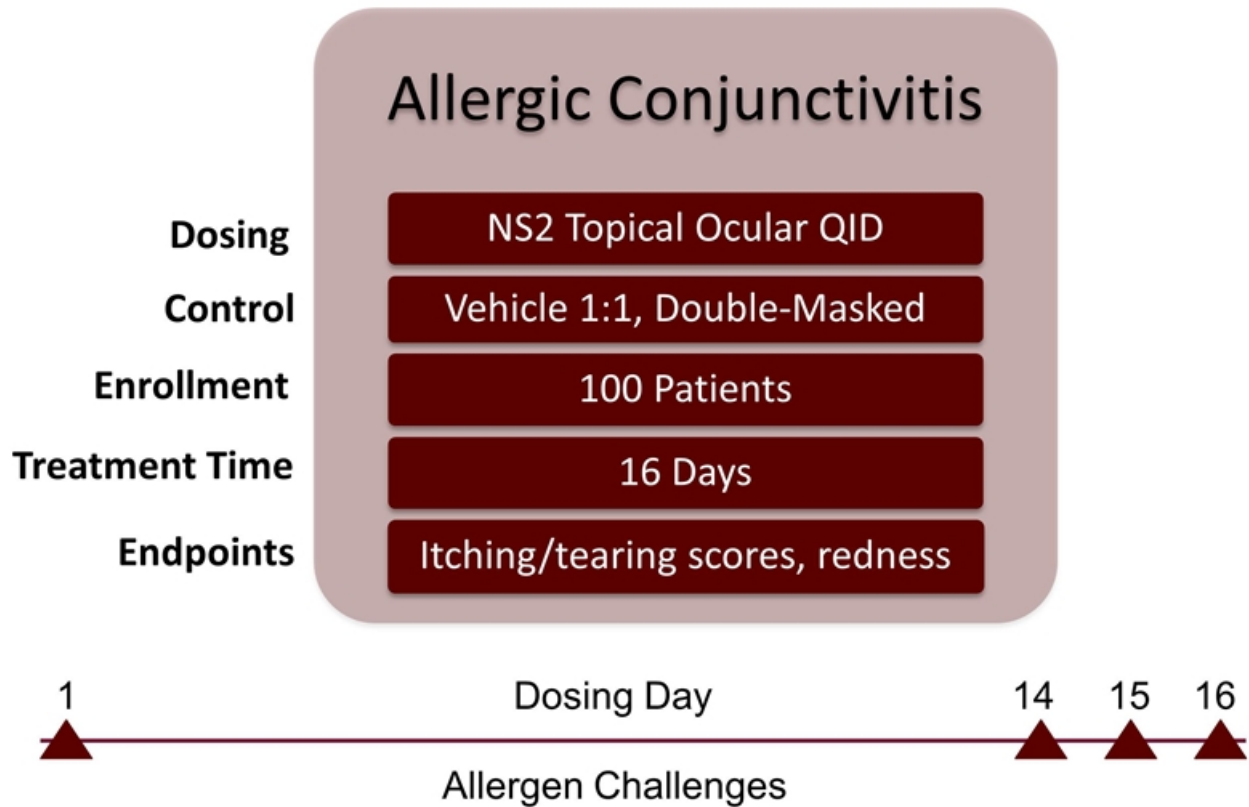 Allergic Conjunctivitis
Dosing
NS2 Topical Ocular QID
Control
Vehicle 1:1, Double-Masked
Enrollment
100 Patients
Treatment Time
16 Days
Endpoints
Itching/tearing scores, redness
1 Dosing Day 14 15 16
Allergen Challenges